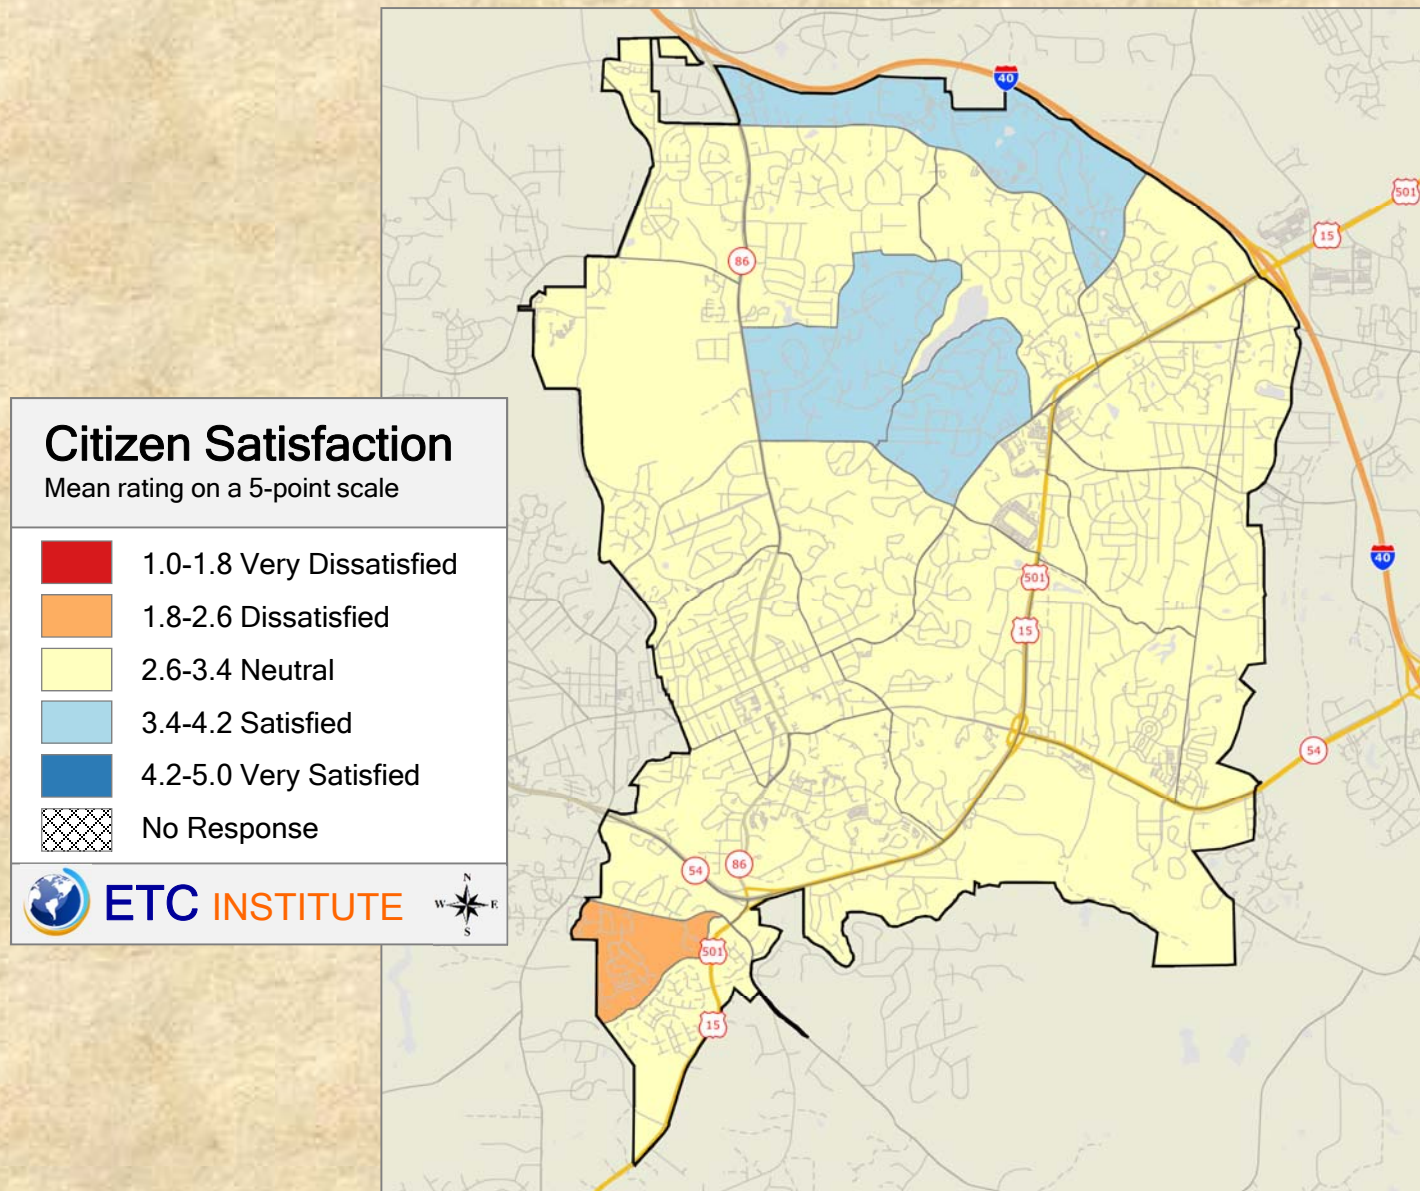 40
501
15
86
Citizen Satisfaction
Mean rating on a 5-point scale
1.0-1.8 Very Dissatisfied
1.8-2.6 Dissatisfied
2.6-3.4 Neutral
3.4-4.2 Satisfied
4.2-5.0 Very Satisfied
No Response
ETC INSTITUTE
N
W E
S
40
501
15
54
54
86
501
15